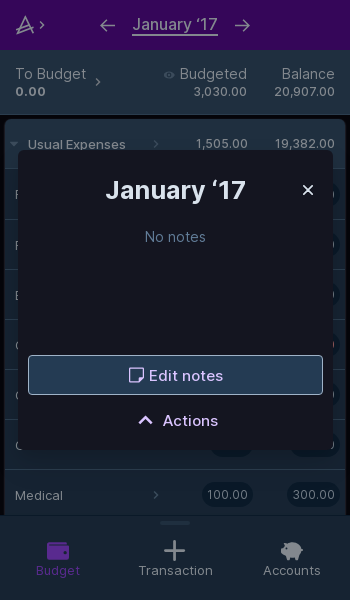 January ‘17
To Budget
0.00
Budgeted
3,030.00
Balance
20,907.00
Usual Expenses 1,505.00 19,382.00
January ‘17
No notes
Edit notes
Actions
Medical 100.00 300.00
Budget
Transaction
Accounts